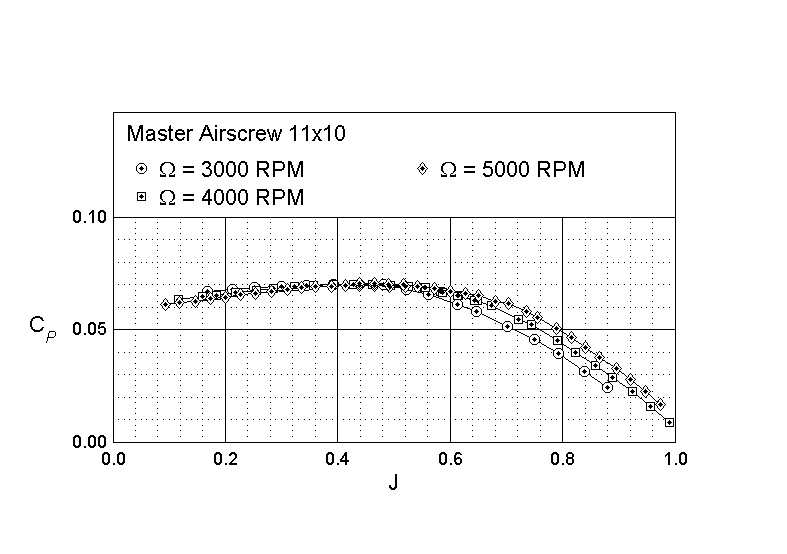 Master Airscrew 11x10
Ω = 3000 RPM
Ω = 5000 RPM
Ω = 4000 RPM
0.10
C_P
0.05
0.00
0.0 0.2 0.4 0.6 0.8 1.0
J